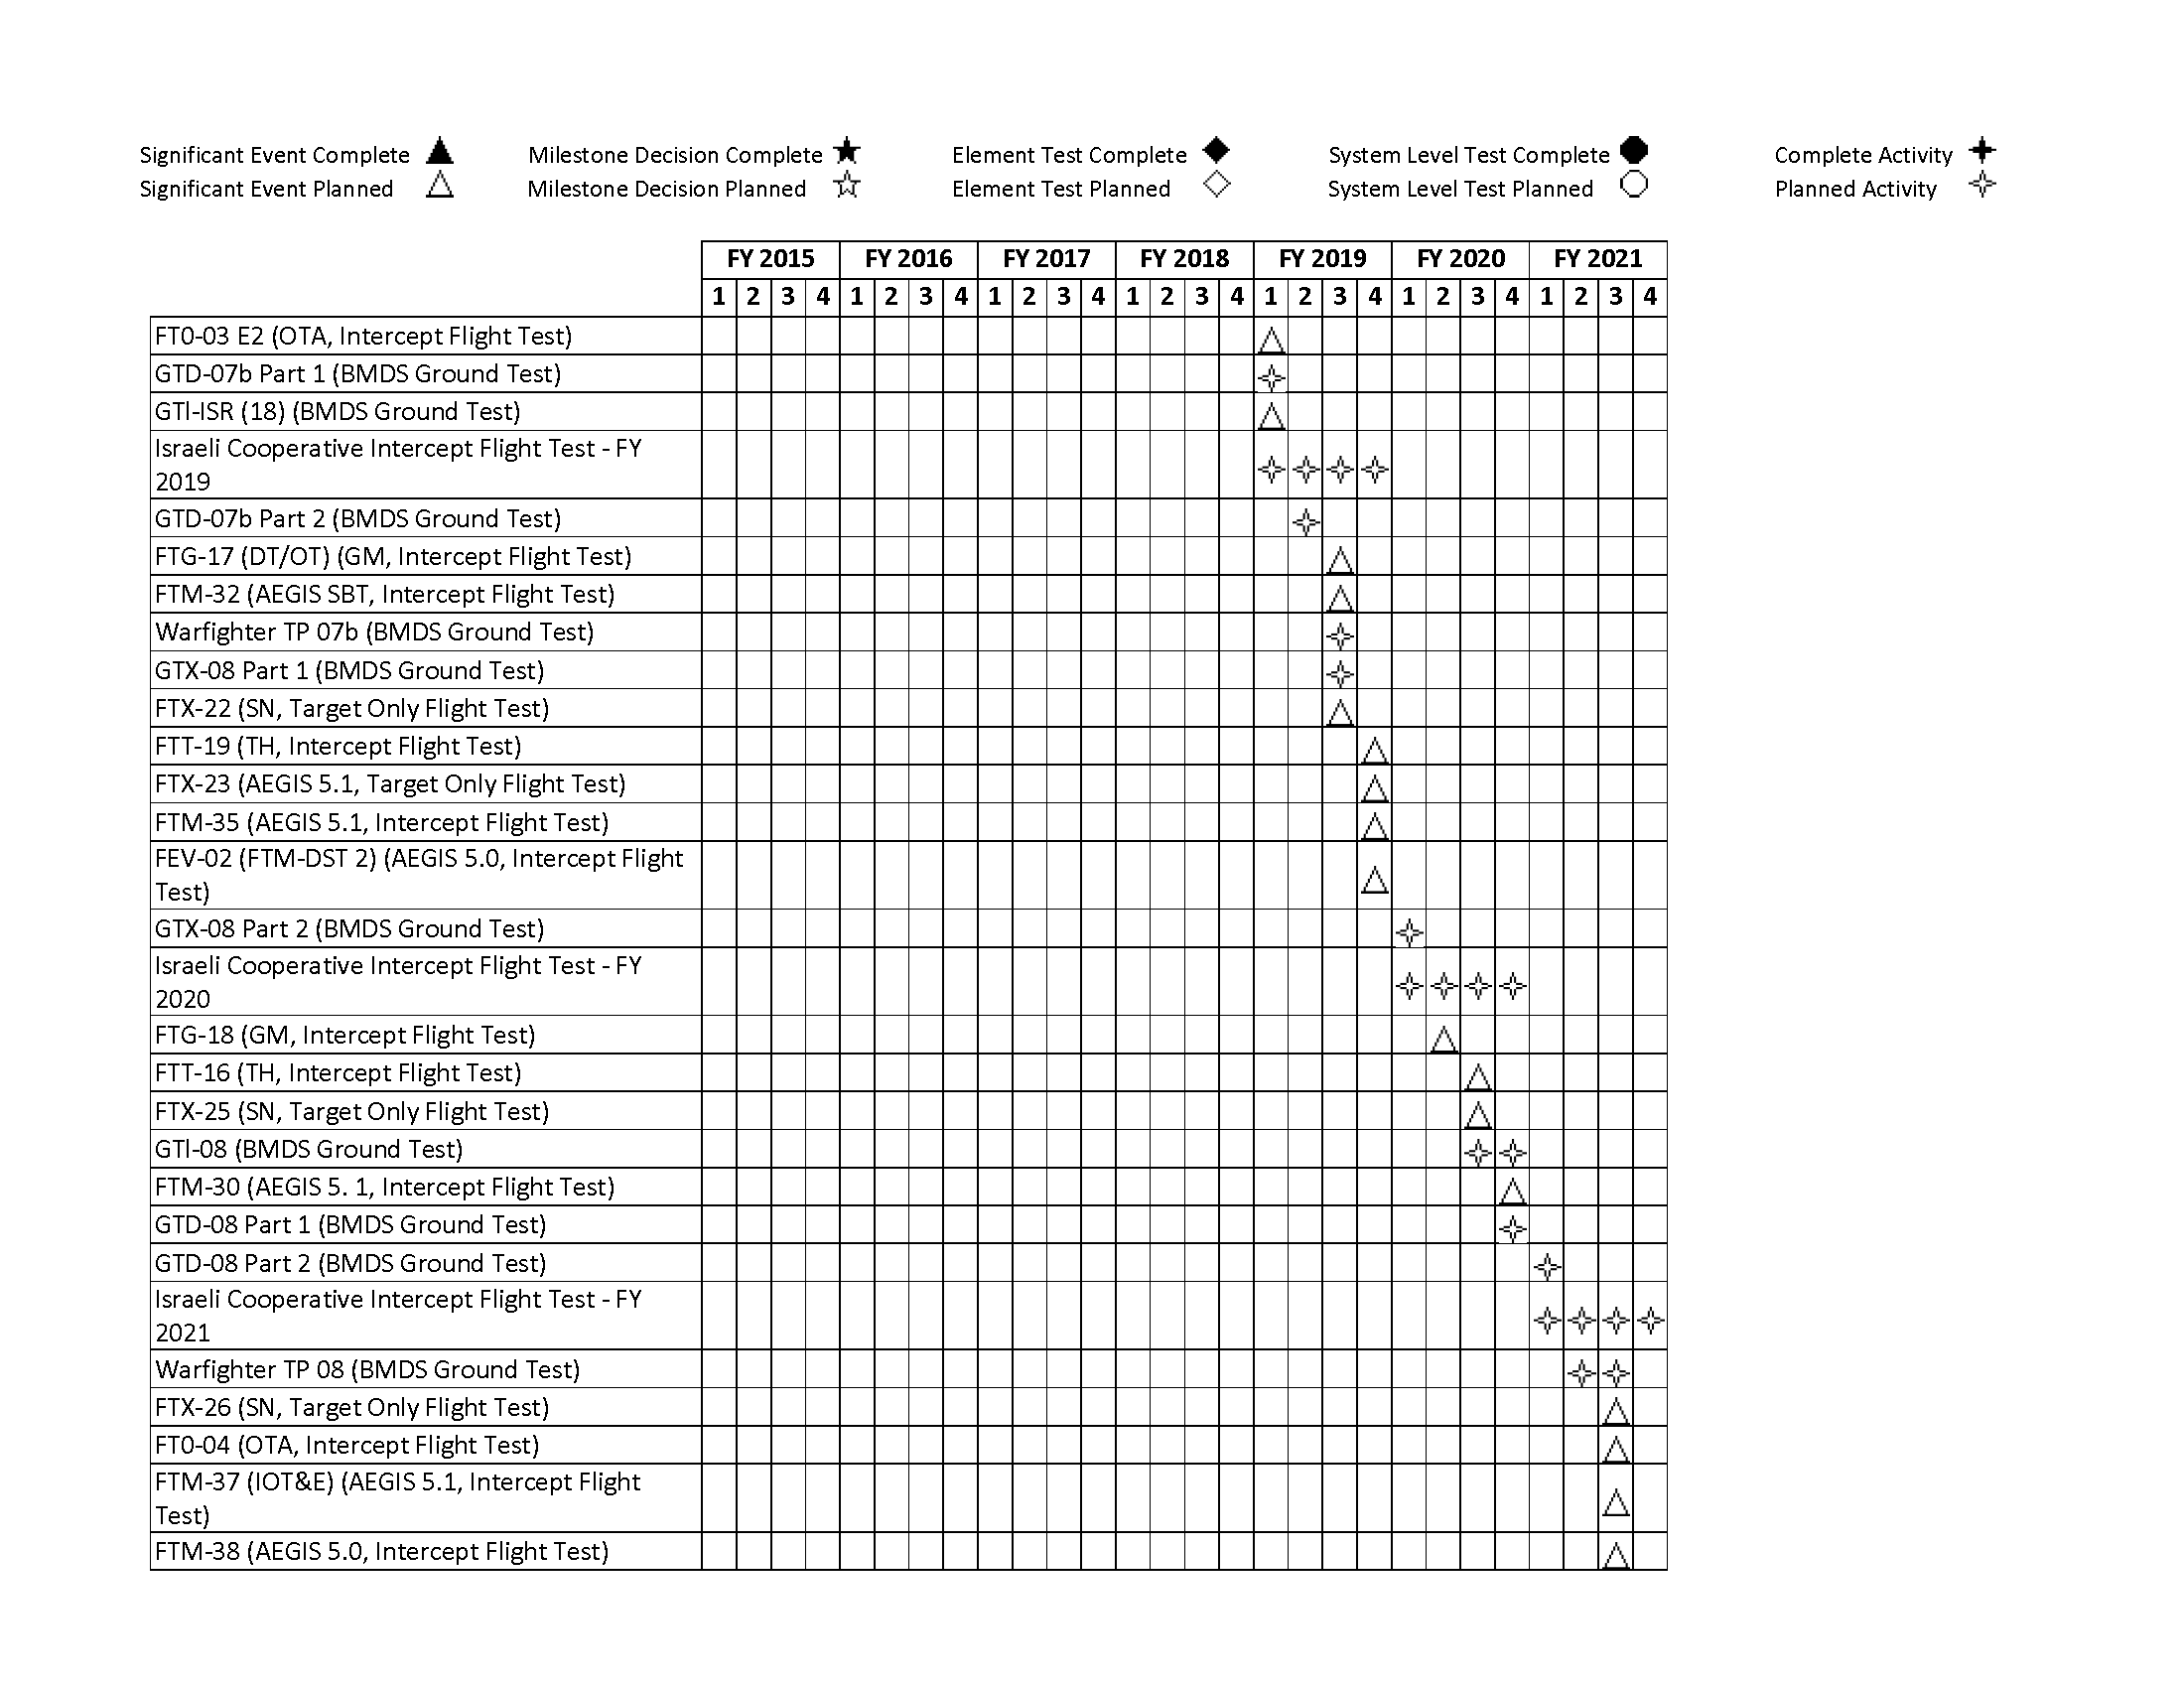 Significant Event Complete Milestone Decision Complete Element Test Complete System Level Test Complete Complete Activity
Significant Event Planned Milestone Decision Planned Element Test Planned System Level Test Planned Planned Activity
FY 2015 FY 2016 FY 2017 FY 2018 FY 2019 FY 2020 FY 2021
1 2 3 4 1 2 3 4 1 2 3 4 1 2 3 4 1 2 3 4 1 2 3 4 1 2 3 4
FT0-03 E2 (OTA, Intercept Flight Test)
GTD-07b Part 1 (BMDS Ground Test)
GTl-ISR (18) (BMDS Ground Test)
Israeli Cooperative Intercept Flight Test - FY
2019
GTD-07b Part 2 (BMDS Ground Test)
FTG-17 (DT/OT) (GM, Intercept Flight Test)
FTM-32 (AEGIS SBT, Intercept Flight Test)
Warfighter TP 07b (BMDS Ground Test)
GTX-08 Part 1 (BMDS Ground Test)
FTX-22 (SN, Target Only Flight Test)
FTT-19 (TH, Intercept Flight Test)
FTX-23 (AEGIS 5.1, Target Only Flight Test)
FTM-35 (AEGIS 5.1, Intercept Flight Test)
FEV-02 (FTM-DST 2) (AEGIS 5.0, Intercept Flight
Test)
GTX-08 Part 2 (BMDS Ground Test)
Israeli Cooperative Intercept Flight Test - FY
2020
FTG-18 (GM, Intercept Flight Test)
FTT-16 (TH, Intercept Flight Test)
FTX-25 (SN, Target Only Flight Test)
GTl-08 (BMDS Ground Test)
FTM-30 (AEGIS 5. 1, Intercept Flight Test)
GTD-08 Part 1 (BMDS Ground Test)
GTD-08 Part 2 (BMDS Ground Test)
Israeli Cooperative Intercept Flight Test - FY
2021
Warfighter TP 08 (BMDS Ground Test)
FTX-26 (SN, Target Only Flight Test)
FT0-04 (OTA, Intercept Flight Test)
FTM-37 (IOT&E) (AEGIS 5.1, Intercept Flight
Test)
FTM-38 (AEGIS 5.0, Intercept Flight Test)